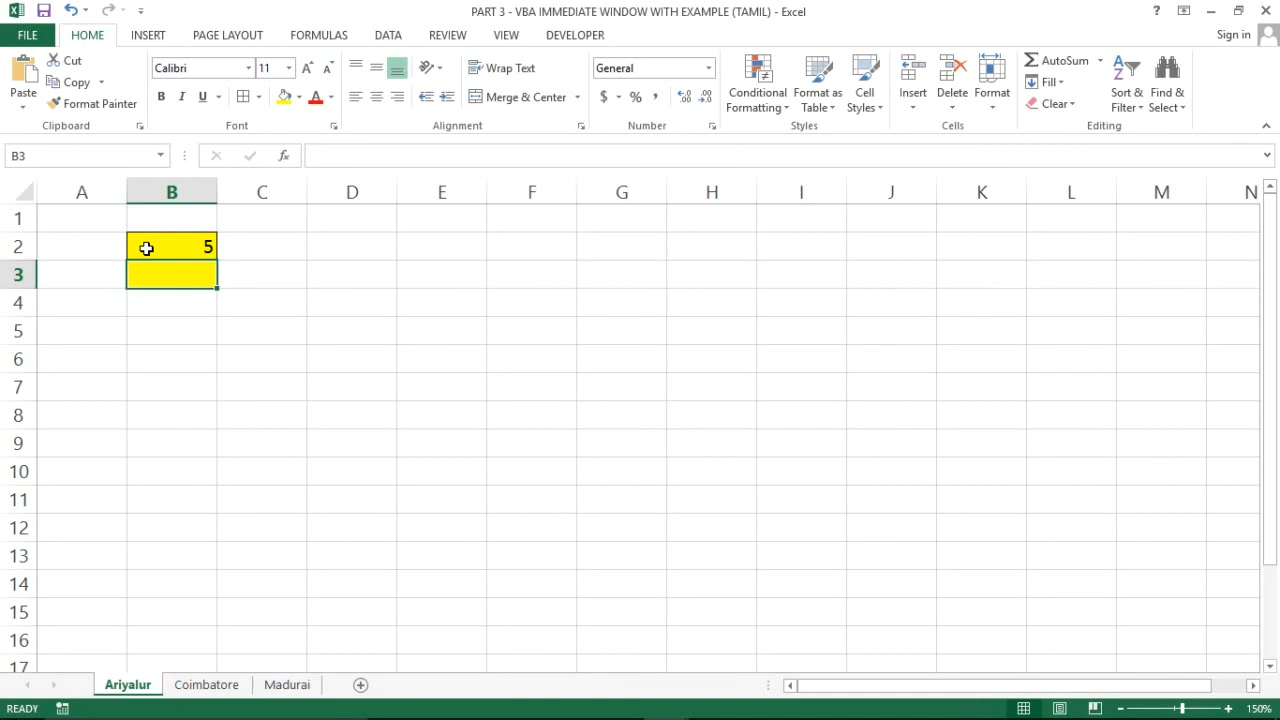 PART 3 - VBA IMMEDIATE WINDOW WITH EXAMPLE (TAMIL) - Excel
?
FILE HOME INSERT PAGE LAYOUT FORMULAS DATA REVIEW VIEW DEVELOPER Sign in
Paste
Cut
Copy
Format Painter
Clipboard
Calibri 11 A A
B I U A
Font
Wrap Text
Merge & Center
Alignment
General
$ % ,
Number
Conditional Formatting
Format as Table
Cell Styles
Styles
Insert
Delete
Format
Cells
AutoSum
Fill
Clear
Sort & Filter
Find & Select
Editing
B3 fx
A B C D E F G H I J K L M N
1
2 5
3
4
5
6
7
8
9
10
11
12
13
14
15
16
17
Ariyalur Coimbatore Madurai
READY 150%